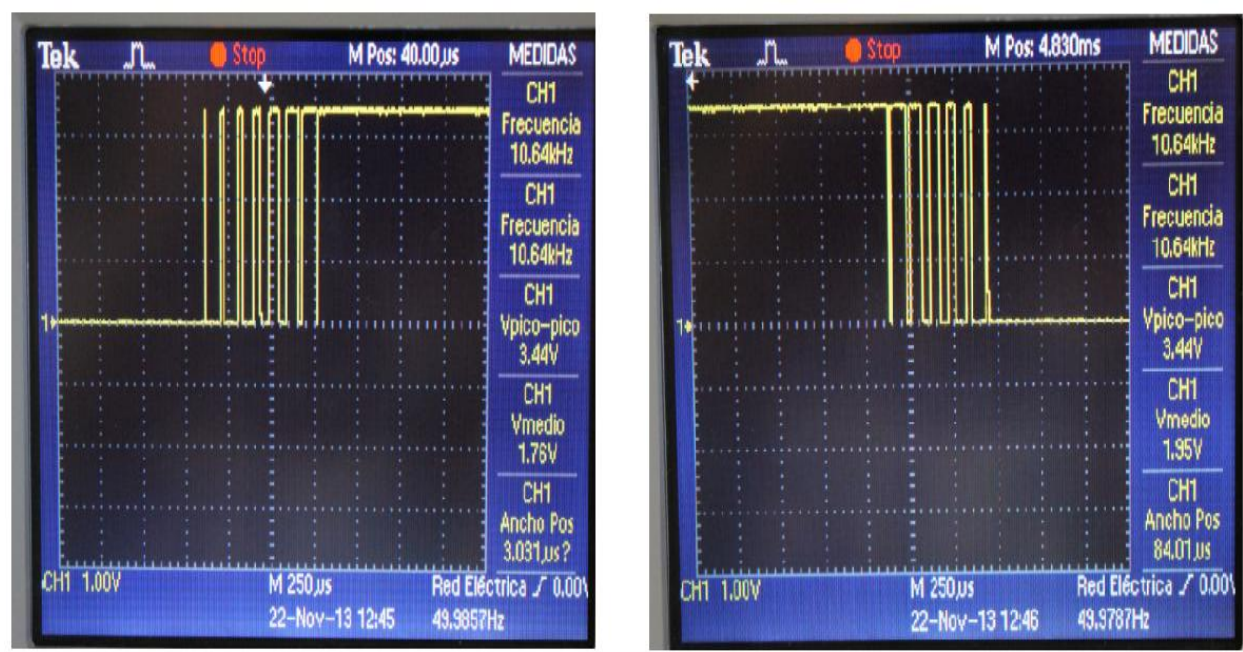 Tek Stop M Pos: 40.00µs MEDIDAS
CH1
Frecuencia
10.64kHz
CH1
Frecuencia
10.64kHz
CH1
Vpico-pico
3.44V
CH1
Vmedio
1.76V
CH1
Ancho Pos
3.031µs?
1
CH1 1.00V M 250µs Red Eléctrica 0.00V
22-Nov-13 12:45 49.9857Hz
Tek Stop M Pos: 4.830ms MEDIDAS
CH1
Frecuencia
10.64kHz
CH1
Frecuencia
10.64kHz
CH1
Vpico-pico
3.44V
CH1
Vmedio
1.95V
CH1
Ancho Pos
84.01µs
1
CH1 1.00V M 250µs Red Eléctrica 0.00V
22-Nov-13 12:46 49.9787Hz